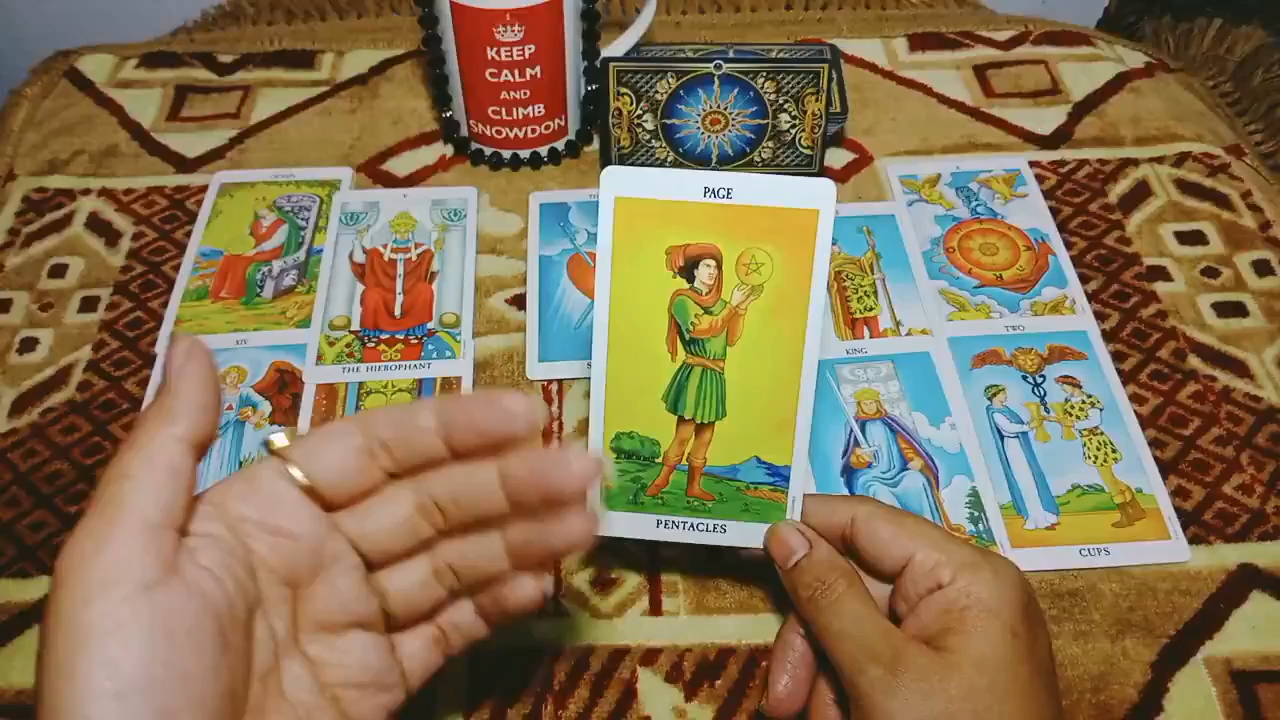 KEEP
CALM
AND
CLIMB
SNOWDON
PAGE
PENTACLES
V
THE HIEROPHANT
XIV
KING
X
TWO
CUPS